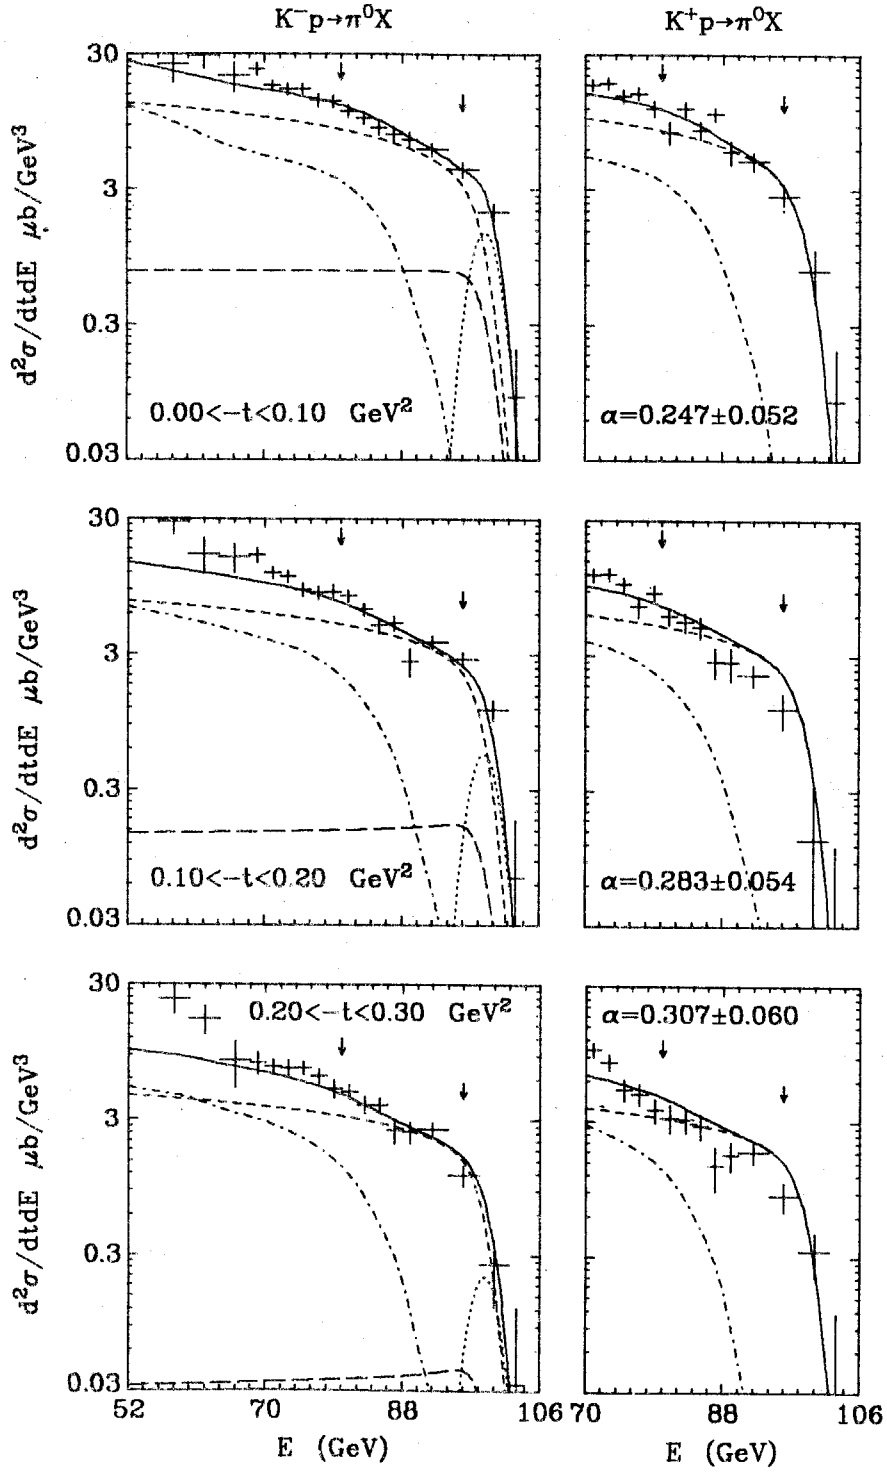 K⁻p→π⁰X
K⁺p→π⁰X
30
3
0.3
0.03
d²σ/dtdE μb/GeV³
0.00<−t<0.10 GeV²
α=0.247±0.052
30
3
0.3
0.03
d²σ/dtdE μb/GeV³
0.10<−t<0.20 GeV²
α=0.283±0.054
30
3
0.3
0.03
d²σ/dtdE μb/GeV³
0.20<−t<0.30 GeV²
α=0.307±0.060
52 70 88 106
70 88 106
E (GeV)
E (GeV)